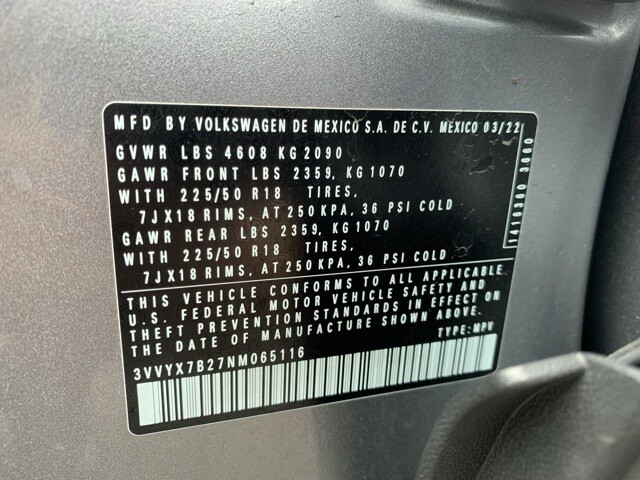 MFD BY VOLKSWAGEN DE MEXICO S.A. DE C.V. MEXICO 03/22
GVWR LBS 4608 KG 2090
GAWR FRONT LBS 2359, KG 1070
WITH 225/50 R18 TIRES,
7JX18 RIMS, AT 250 KPA, 36 PSI COLD
GAWR REAR LBS 2359, KG 1070
WITH 225/50 R18 TIRES,
7JX18 RIMS, AT 250 KPA, 36 PSI COLD
THIS VEHICLE CONFORMS TO ALL APPLICABLE
U.S. FEDERAL MOTOR VEHICLE SAFETY AND
THEFT PREVENTION STANDARDS IN EFFECT ON
THE DATE OF MANUFACTURE SHOWN ABOVE.
TYPE: MPV
3VVYX7B27NM065116
1416380 3.000